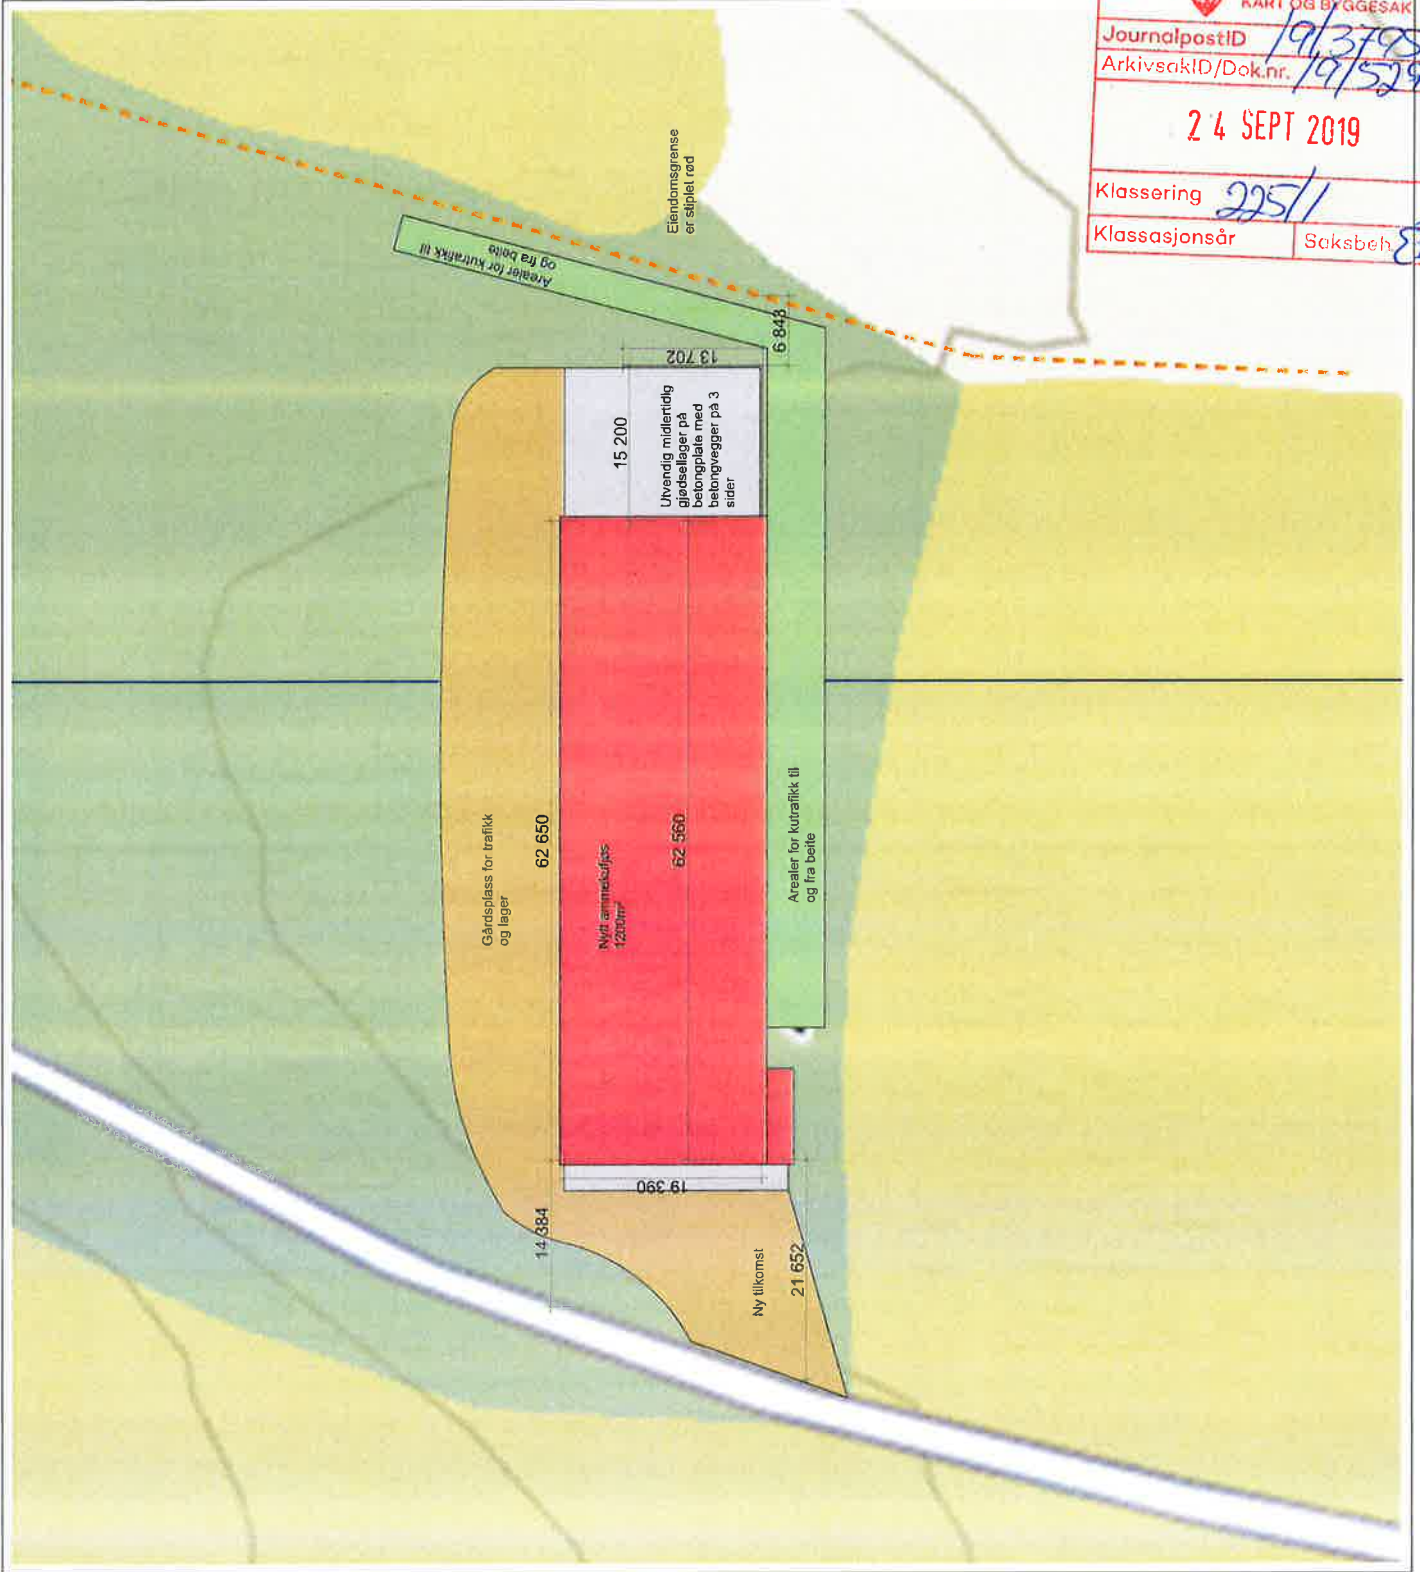 KART OG BYGGESAK
JournalpostID 19/3795
ArkivsakID/Dok.nr. 19/529
24 SEPT 2019
Klassering 225/1
Klassasjonsår
Saksbeh.
Eiendomsgrense
er stiplet rød
Arealer for kutrafikk til
og fra beite
6 843
13 702
15 200
Utvendig midlertidig
gjødsellager på
betongplate med
betongvegger på 3
sider
Gårdsplass for trafikk
og lager
62 650
Nytt ammekufjøs
1200m²
62 560
Arealer for kutrafikk til
og fra beite
19 390
14 384
Ny tilkomst
21 652